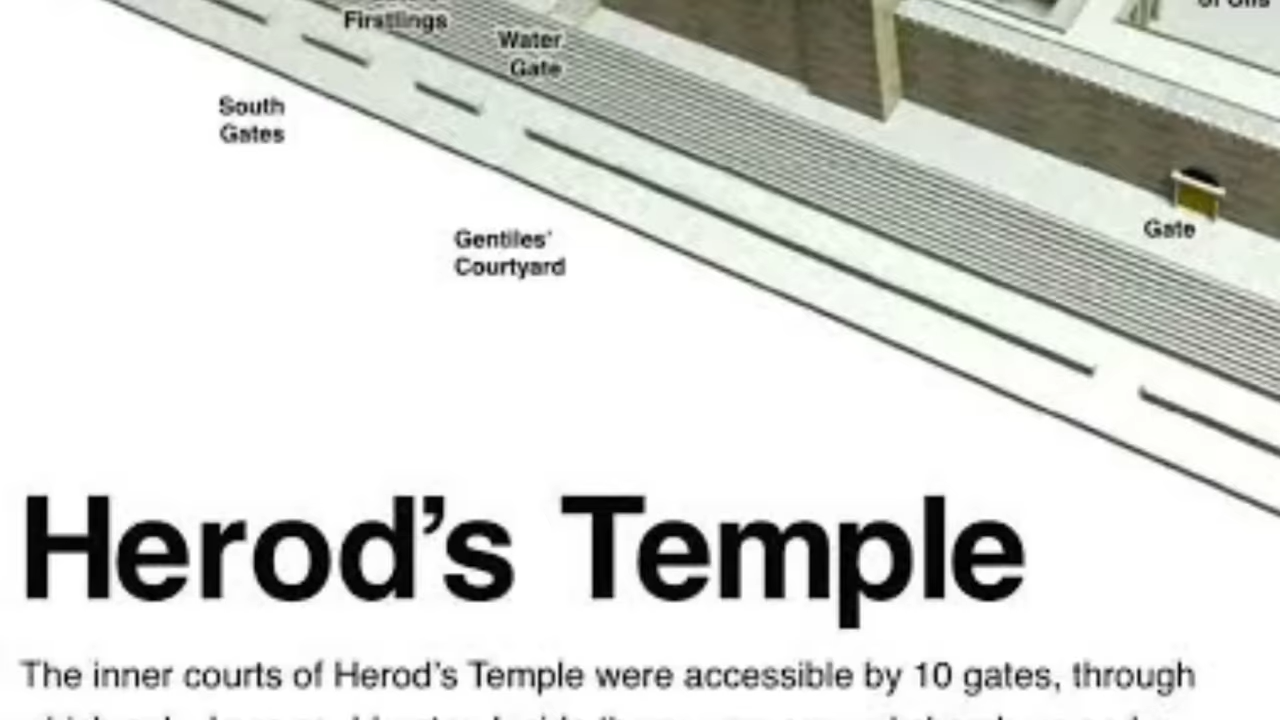 Firstlings
Water
Gate
South
Gates
Gate
Gentiles'
Courtyard
Herod's Temple
The inner courts of Herod's Temple were accessible by 10 gates, through